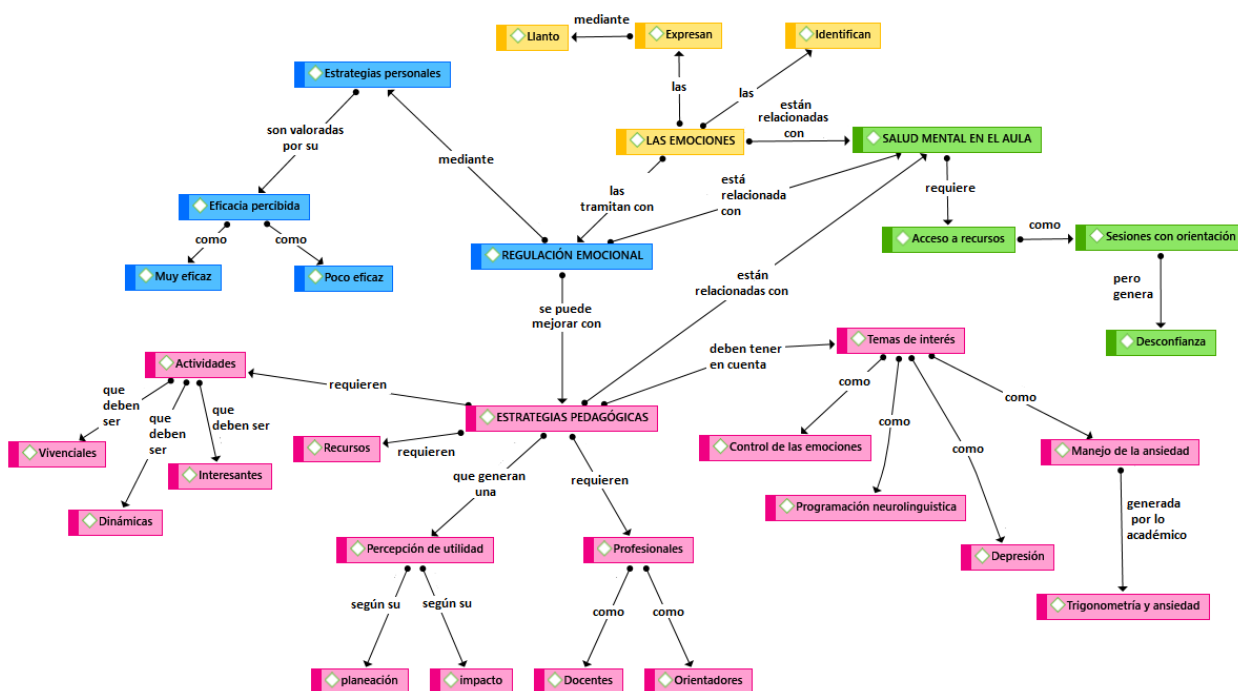 mediante
Llanto
Expresan
Identifican
Estrategias personales
las
las
están
relacionadas
con
son valoradas
por su
LAS EMOCIONES
SALUD MENTAL EN EL AULA
mediante
las
tramitan con
está
relacionada
con
requiere
Eficacia percibida
como
como
Acceso a recursos
como
Sesiones con orientación
Muy eficaz
Poco eficaz
REGULACIÓN EMOCIONAL
están
relacionadas con
pero
genera
se puede
mejorar con
Desconfianza
Actividades
requieren
deben tener
en cuenta
Temas de interés
que
deben
ser
que
deben
ser
que
deben ser
ESTRATEGIAS PEDAGÓGICAS
como
como
como
como
Vivenciales
Interesantes
Recursos
requieren
Control de las emociones
Manejo de la ansiedad
que generan
una
requieren
Dinámicas
Programación neurolinguistica
generada
por lo
académico
Percepción de utilidad
Profesionales
Depresión
según su
según su
como
como
Trigonometría y ansiedad
planeación
impacto
Docentes
Orientadores